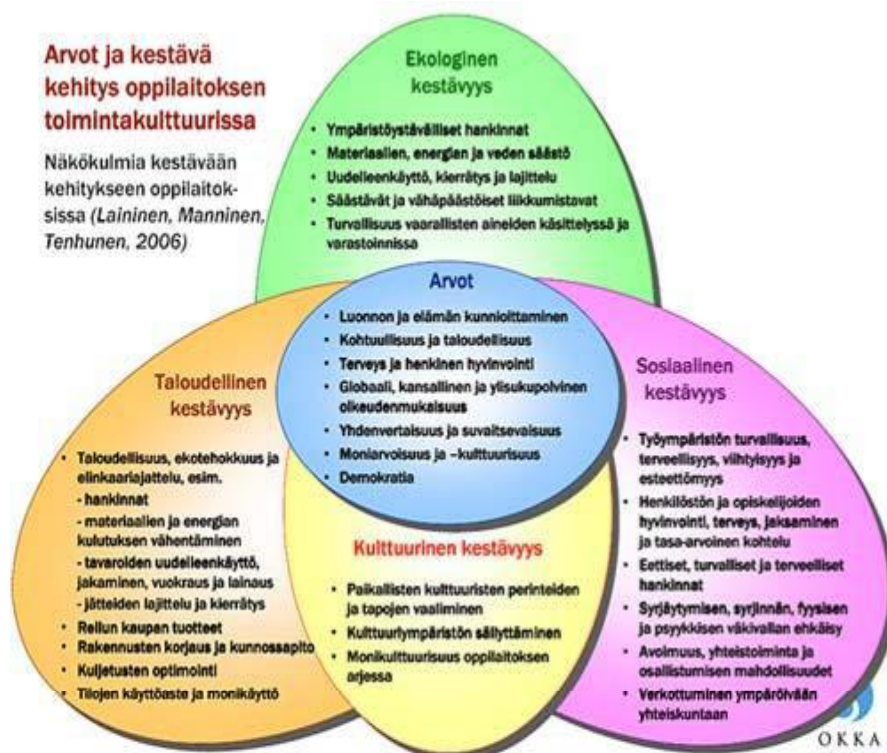 Arvot ja kestävä
kehitys oppilaitoksen
toimintakulttuurissa
Näkökulmia kestävään
kehitykseen oppilaitok-
sissa (Laininen, Manninen,
Tenhunen, 2006)
Ekologinen
kestävyys
• Ympäristöystävälliset hankinnat
• Materiaalien, energian ja veden säästö
• Uudelleenkäyttö, kierrätys ja lajittelu
• Säästävät ja vähäpäästöiset liikkumistavat
• Turvallisuus vaarallisten aineiden käsittelyssä ja
varastoinnissa
Arvot
• Luonnon ja elämän kunnioittaminen
• Kohtuullisuus ja taloudellisuus
• Terveys ja henkinen hyvinvointi
• Globaali, kansallinen ja ylisukupolvinen
oikeudenmukaisuus
• Yhdenvertaisuus ja suvaitsevaisuus
• Moniarvoisuus ja –kulttuurisuus
• Demokratia
Taloudellinen
kestävyys
• Taloudellisuus, ekotehokkuus ja
elinkaariajattelu, esim.
- hankinnat
- materiaalien ja energian
kulutuksen vähentäminen
- tavaroiden uudelleenkäyttö,
jakaminen, vuokraus ja lainaus
- jätteiden lajittelu ja kierrätys
• Reilun kaupan tuotteet
• Rakennusten korjaus ja kunnossapito
• Kuljetusten optimointi
• Tilojen käyttöaste ja monikäyttö
Kulttuurinen kestävyys
• Paikallisten kulttuuristen perinteiden
ja tapojen vaaliminen
• Kulttuuriympäristön säilyttäminen
• Monikulttuurisuus oppilaitoksen
arjessa
Sosiaalinen
kestävyys
• Työympäristön turvallisuus,
terveellisyys, viihtyisyys ja
esteettömyys
• Henkilöstön ja opiskelijoiden
hyvinvointi, terveys, jaksaminen
ja tasa-arvoinen kohtelu
• Eettiset, turvalliset ja terveelliset
hankinnat
• Syrjäytymisen, syrjinnän, fyysisen
ja psyykkisen väkivallan ehkäisy
• Avoimuus, yhteistoiminta ja
osallistumisen mahdollisuudet
• Verkottuminen ympäröivään
yhteiskuntaan
OKKA